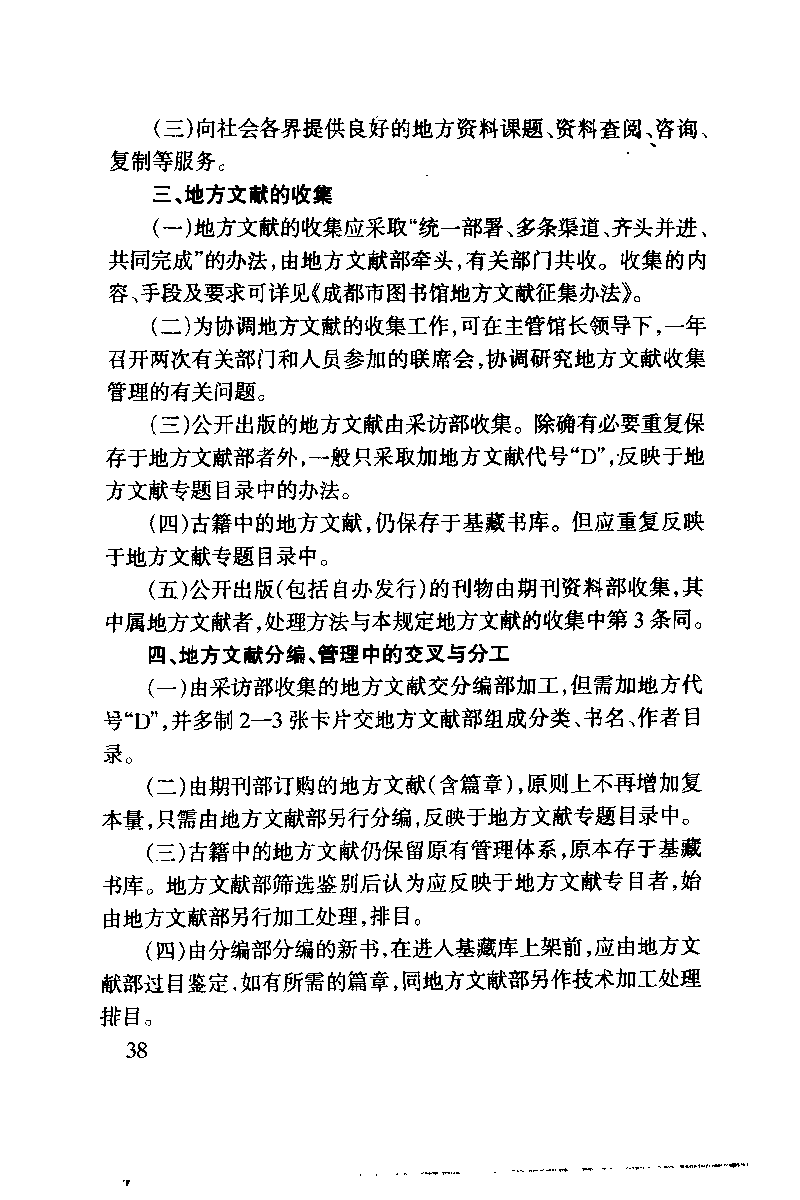 (三)向社会各界提供良好的地方资料课题、资料查阅、咨询、
复制等服务。
三、地方文献的收集
(一)地方文献的收集应采取“统一部署、多条渠道、齐头并进、
共同完成”的办法,由地方文献部牵头,有关部门共收。收集的内
容、手段及要求可详见《成都市图书馆地方文献征集办法》。
(二)为协调地方文献的收集工作,可在主管馆长领导下,一年
召开两次有关部门和人员参加的联席会,协调研究地方文献收集
管理的有关问题。
(三)公开出版的地方文献由采访部收集。除确有必要重复保
存于地方文献部者外,一般只采取加地方文献代号“D”,反映于地
方文献专题目录中的办法。
(四)古籍中的地方文献,仍保存于基藏书库。但应重复反映
于地方文献专题目录中。
(五)公开出版(包括自办发行)的刊物由期刊资料部收集,其
中属地方文献者,处理方法与本规定地方文献的收集中第3条同。
四、地方文献分编、管理中的交叉与分工
(一)由采访部收集的地方文献交分编部加工,但需加地方代
号“D”,并多制2—3张卡片交地方文献部组成分类、书名、作者目
录。
(二)由期刊部订购的地方文献(含篇章),原则上不再增加复
本量,只需由地方文献部另行分编,反映于地方文献专题目录中。
(三)古籍中的地方文献仍保留原有管理体系,原本存于基藏
书库。地方文献部筛选鉴别后认为应反映于地方文献专目者,始
由地方文献部另行加工处理,排目。
(四)由分编部分编的新书,在进入基藏库上架前,应由地方文
献部过目鉴定,如有所需的篇章,同地方文献部另作技术加工处理
排目。
38